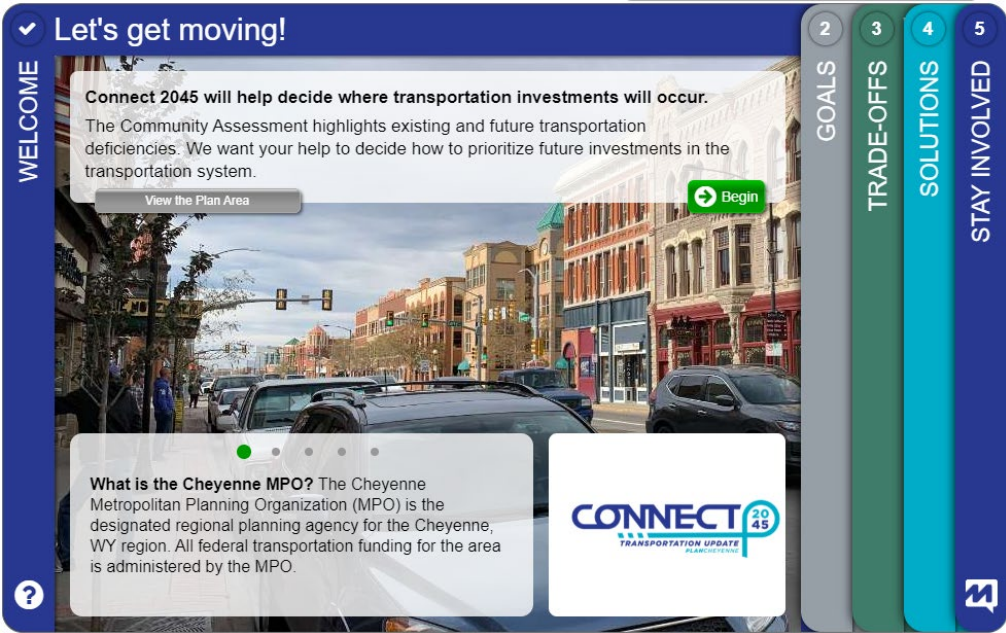 Let's get moving!
WELCOME
Connect 2045 will help decide where transportation investments will occur.
The Community Assessment highlights existing and future transportation
deficiencies. We want your help to decide how to prioritize future investments in the
transportation system.
View the Plan Area
Begin
What is the Cheyenne MPO? The Cheyenne
Metropolitan Planning Organization (MPO) is the
designated regional planning agency for the Cheyenne,
WY region. All federal transportation funding for the area
is administered by the MPO.
CONNECT
20
45
TRANSPORTATION UPDATE
PLANCHEYENNE
?
2
GOALS
3
TRADE-OFFS
4
SOLUTIONS
5
STAY INVOLVED